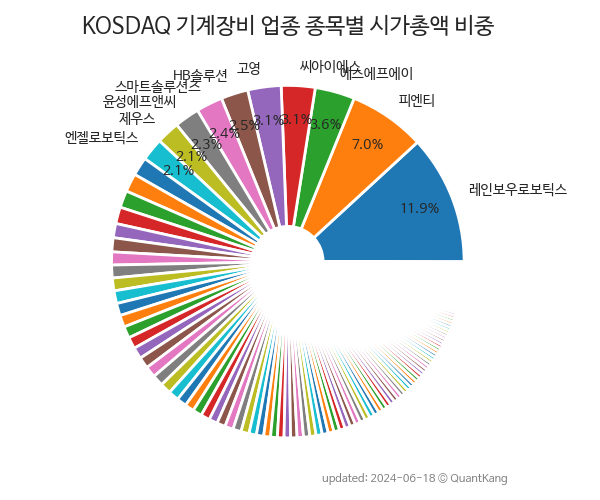 KOSDAQ 기계장비 업종 종목별 시가총액 비중
레인보우로보틱스
피엔티
에스에프에이
씨아이에스
고영
HB솔루션
스마트솔루션즈
윤성에프앤씨
제우스
엔젤로보틱스
11.9%
7.0%
3.6%
3.1%
3.1%
2.5%
2.4%
2.3%
2.1%
2.1%
updated: 2024-06-18 © QuantKang